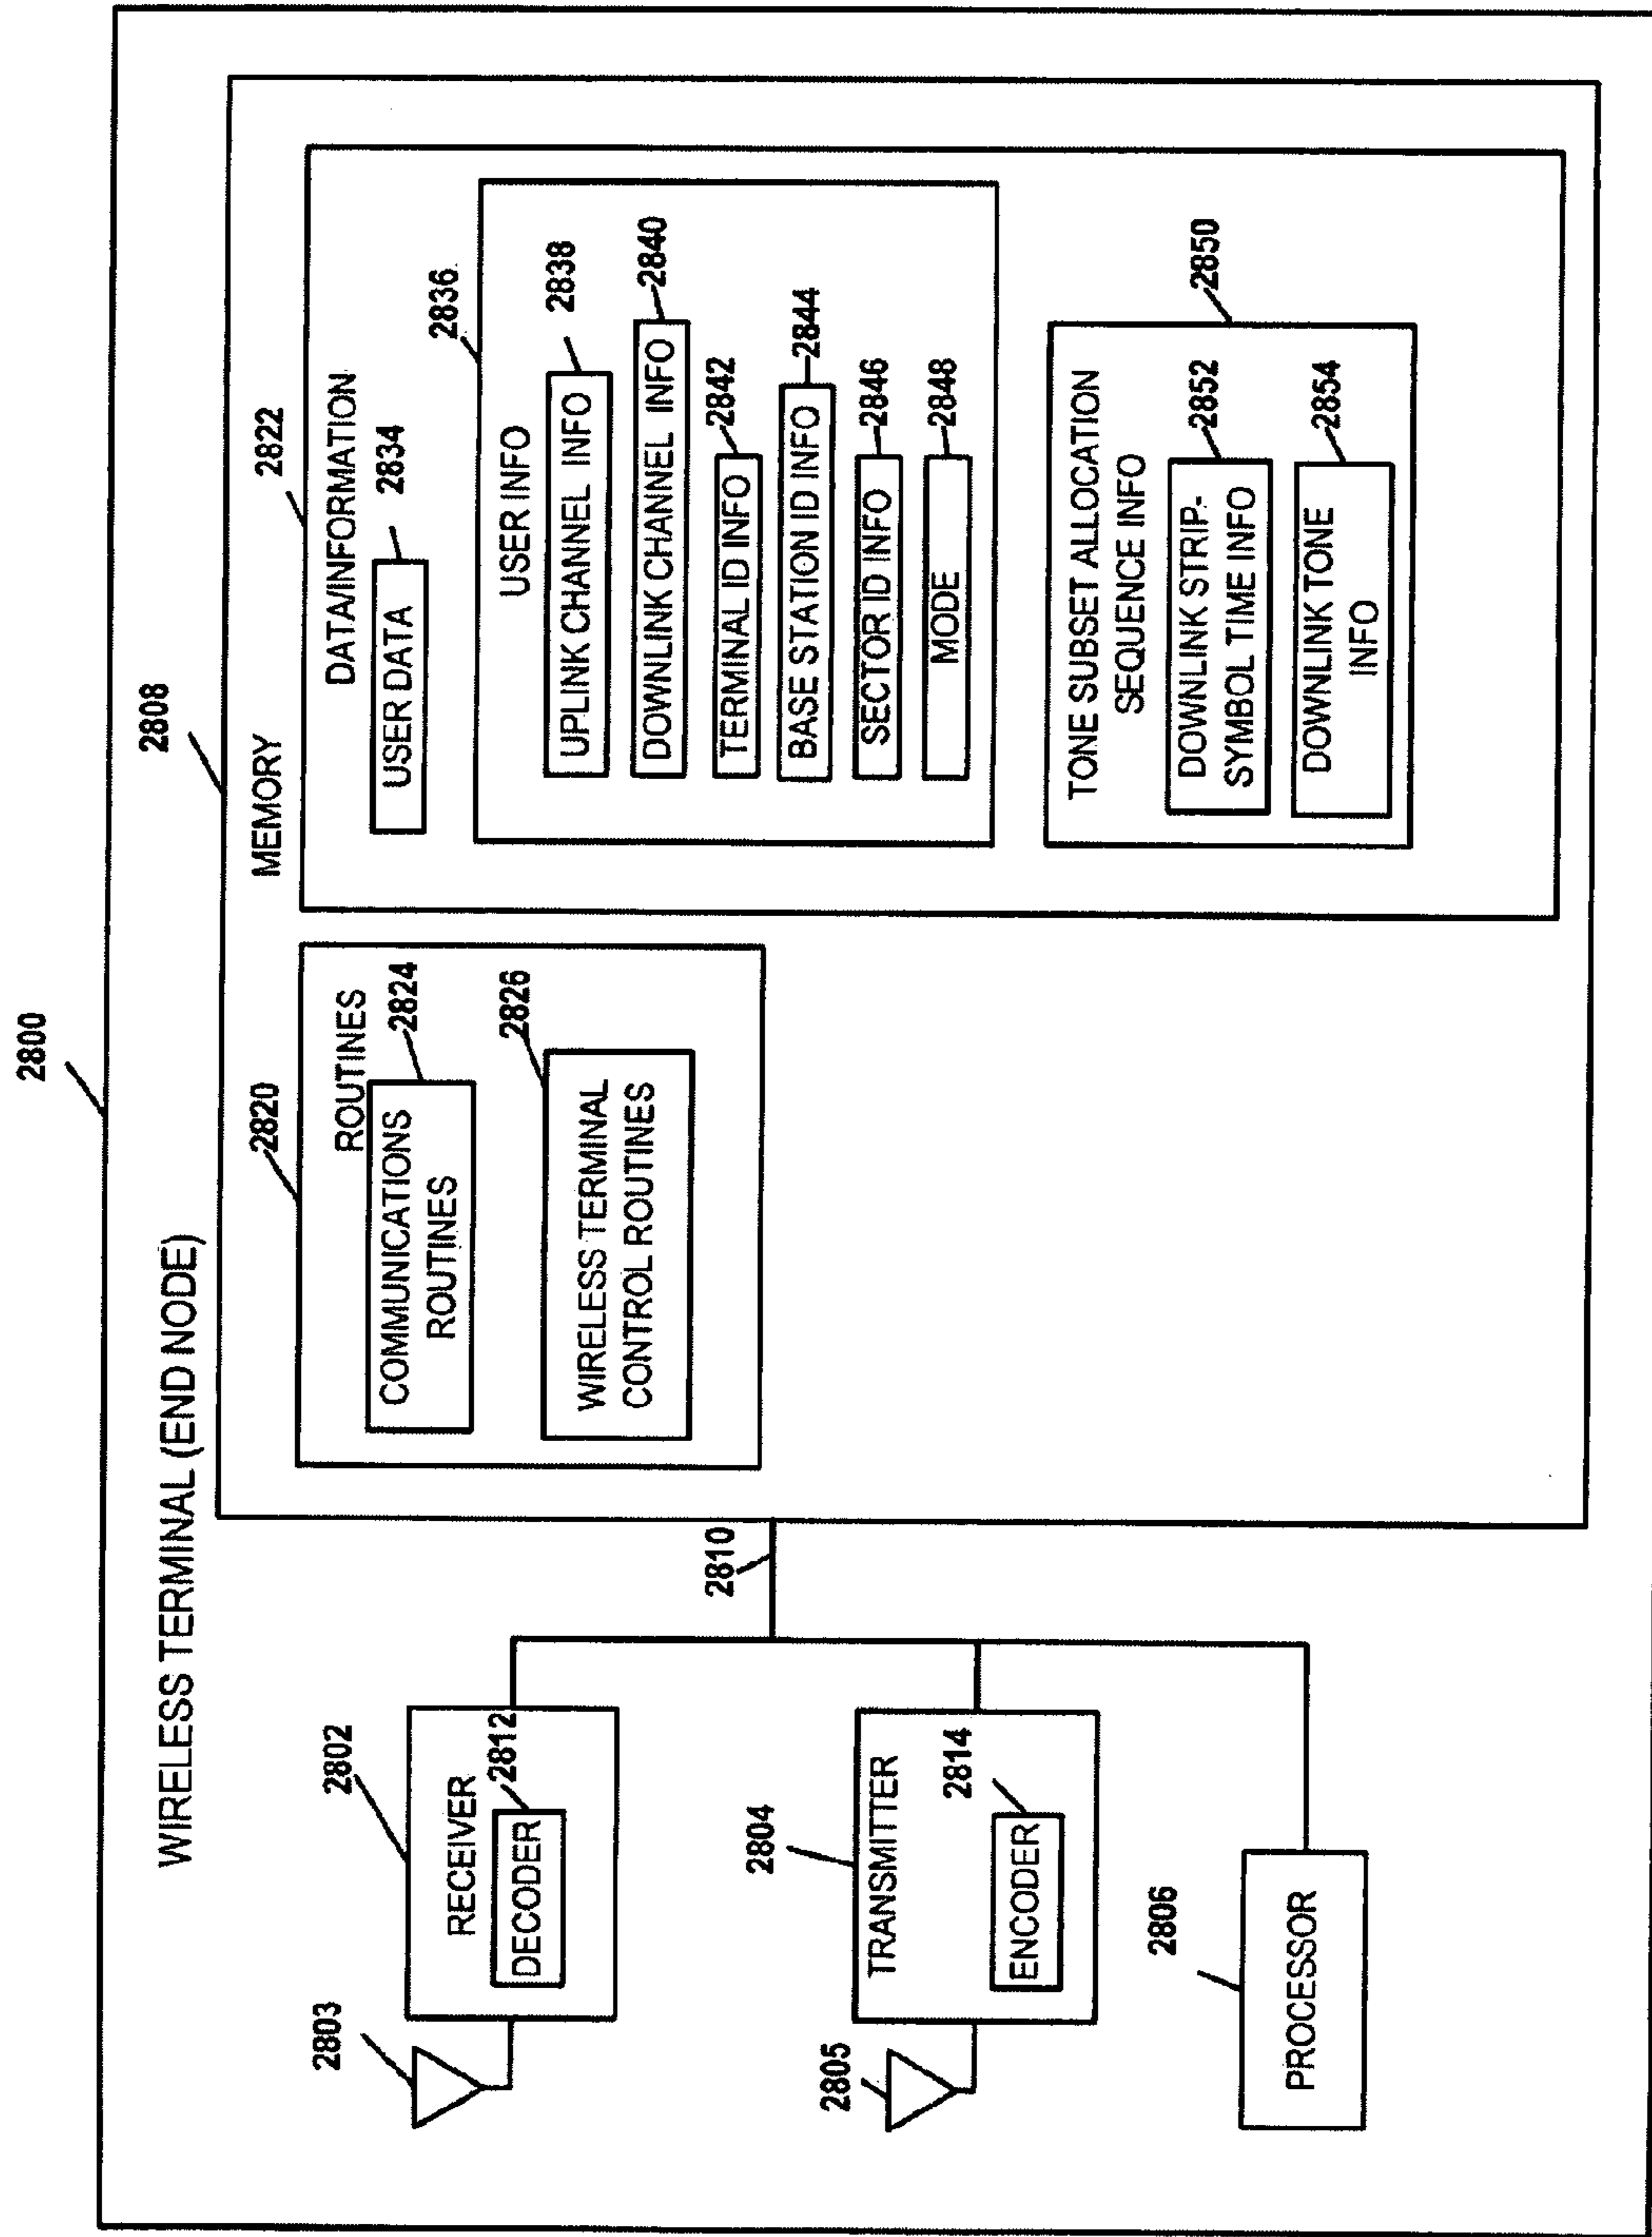 2800
WIRELESS TERMINAL (END NODE)
2808
MEMORY
2803
2802
RECEIVER
2812
DECODER
2805
2804
TRANSMITTER
2814
ENCODER
2806
PROCESSOR
2810
2820
ROUTINES
2824
COMMUNICATIONS
ROUTINES
2826
WIRELESS TERMINAL
CONTROL ROUTINES
2822
DATA/INFORMATION
2834
USER DATA
2836
USER INFO
2838
UPLINK CHANNEL INFO
2840
DOWNLINK CHANNEL INFO
2842
TERMINAL ID INFO
2844
BASE STATION ID INFO
2846
SECTOR ID INFO
2848
MODE
2850
TONE SUBSET ALLOCATION
SEQUENCE INFO
2852
DOWNLINK STRIP-
SYMBOL TIME INFO
2854
DOWNLINK TONE
INFO